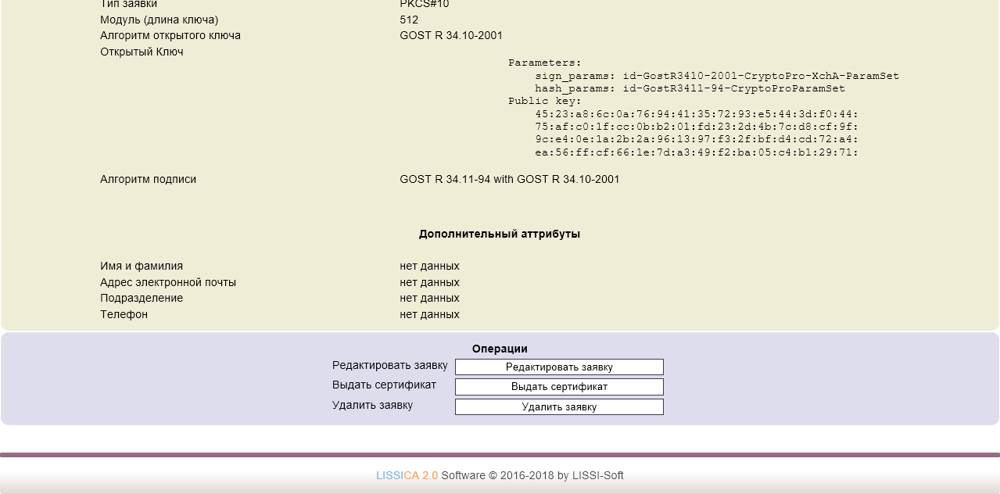 Тип заявки PKCS#10
Модуль (длина ключа) 512
Алгоритм открытого ключа GOST R 34.10-2001
Открытый Ключ
Parameters:
sign_params: id-GostR3410-2001-CryptoPro-XchA-ParamSet
hash_params: id-GostR3411-94-CryptoProParamSet
Public key:
45:23:a8:6c:0a:76:94:41:35:72:93:e5:44:3d:f0:44:
75:af:c0:1f:cc:0b:b2:01:fd:23:2d:4b:7c:d8:cf:9f:
9c:e4:0e:1a:2b:2a:96:13:97:f3:2f:bf:d4:cd:72:a4:
ea:56:ff:cf:66:1e:7d:a3:49:f2:ba:05:c4:b1:29:71:
Алгоритм подписи GOST R 34.11-94 with GOST R 34.10-2001
Дополнительный аттрибуты
Имя и фамилия нет данных
Адрес электронной почты нет данных
Подразделение нет данных
Телефон нет данных
Операции
Редактировать заявку Редактировать заявку
Выдать сертификат Выдать сертификат
Удалить заявку Удалить заявку
LISSICA 2.0 Software © 2016-2018 by LISSI-Soft